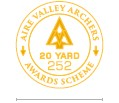 AIRE VALLEY ARCHERS
20 YARD
252
AWARDS SCHEME